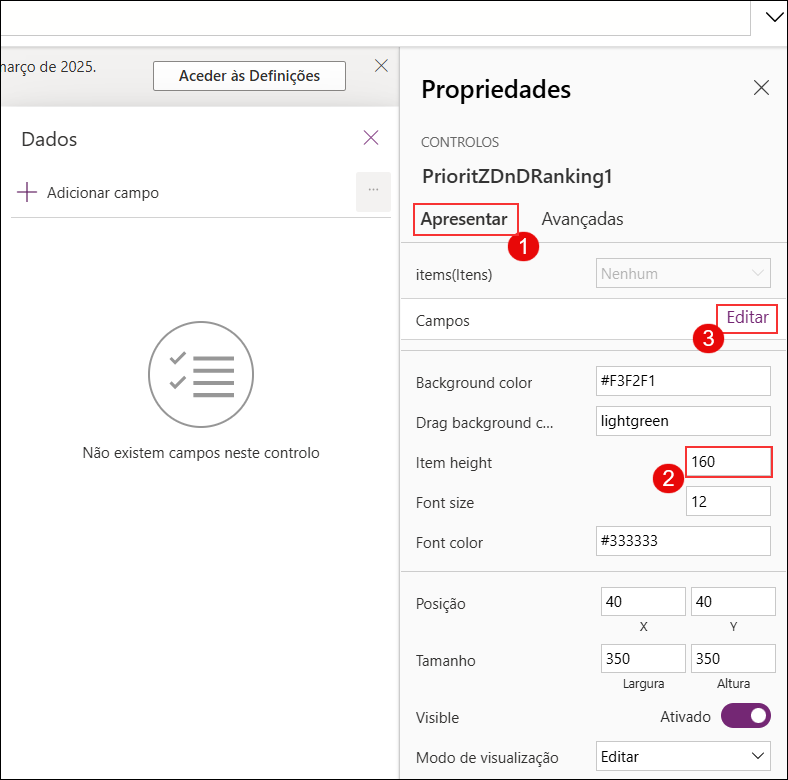 março de 2025.
Aceder às Definições
Dados
Adicionar campo
...
Não existem campos neste controlo
Propriedades
CONTROLOS
PrioritZDnDRanking1
Apresentar
Avançadas
1
items(Itens)
Nenhum
Campos
Editar
3
Background color
#F3F2F1
Drag background c...
lightgreen
Item height
160
2
Font size
12
Font color
#333333
Posição
40
40
X
Y
Tamanho
350
350
Largura
Altura
Visible
Ativado
Modo de visualização
Editar